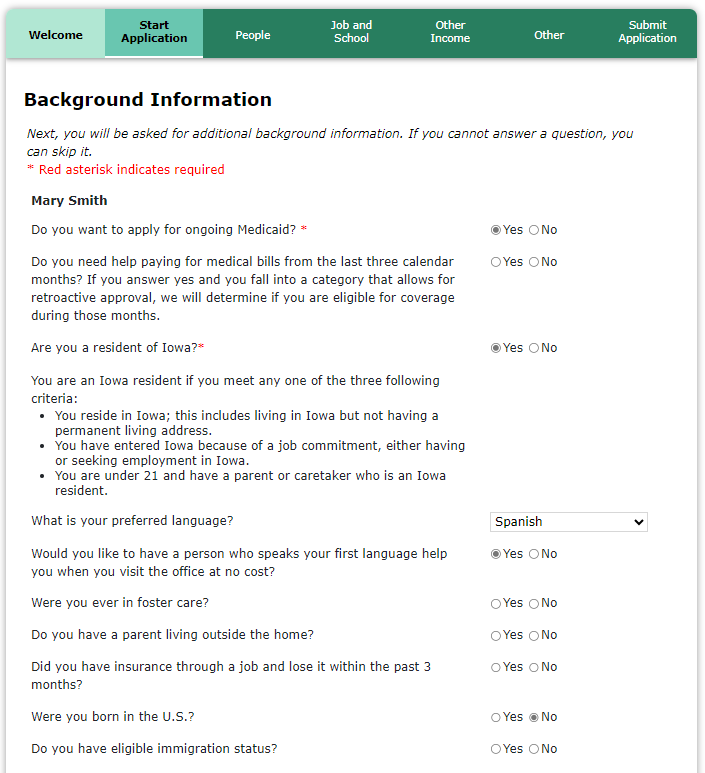 Welcome
Start
Application
People
Job and
School
Other
Income
Other
Submit
Application
Background Information
Next, you will be asked for additional background information. If you cannot answer a question, you
can skip it.
* Red asterisk indicates required
Mary Smith
Do you want to apply for ongoing Medicaid? * Yes No
Do you need help paying for medical bills from the last three calendar Yes No
months? If you answer yes and you fall into a category that allows for
retroactive approval, we will determine if you are eligible for coverage
during those months.
Are you a resident of Iowa?* Yes No
You are an Iowa resident if you meet any one of the three following
criteria:
• You reside in Iowa; this includes living in Iowa but not having a
permanent living address.
• You have entered Iowa because of a job commitment, either having
or seeking employment in Iowa.
• You are under 21 and have a parent or caretaker who is an Iowa
resident.
What is your preferred language? Spanish
Would you like to have a person who speaks your first language help Yes No
you when you visit the office at no cost?
Were you ever in foster care? Yes No
Do you have a parent living outside the home? Yes No
Did you have insurance through a job and lose it within the past 3 Yes No
months?
Were you born in the U.S.? Yes No
Do you have eligible immigration status? Yes No